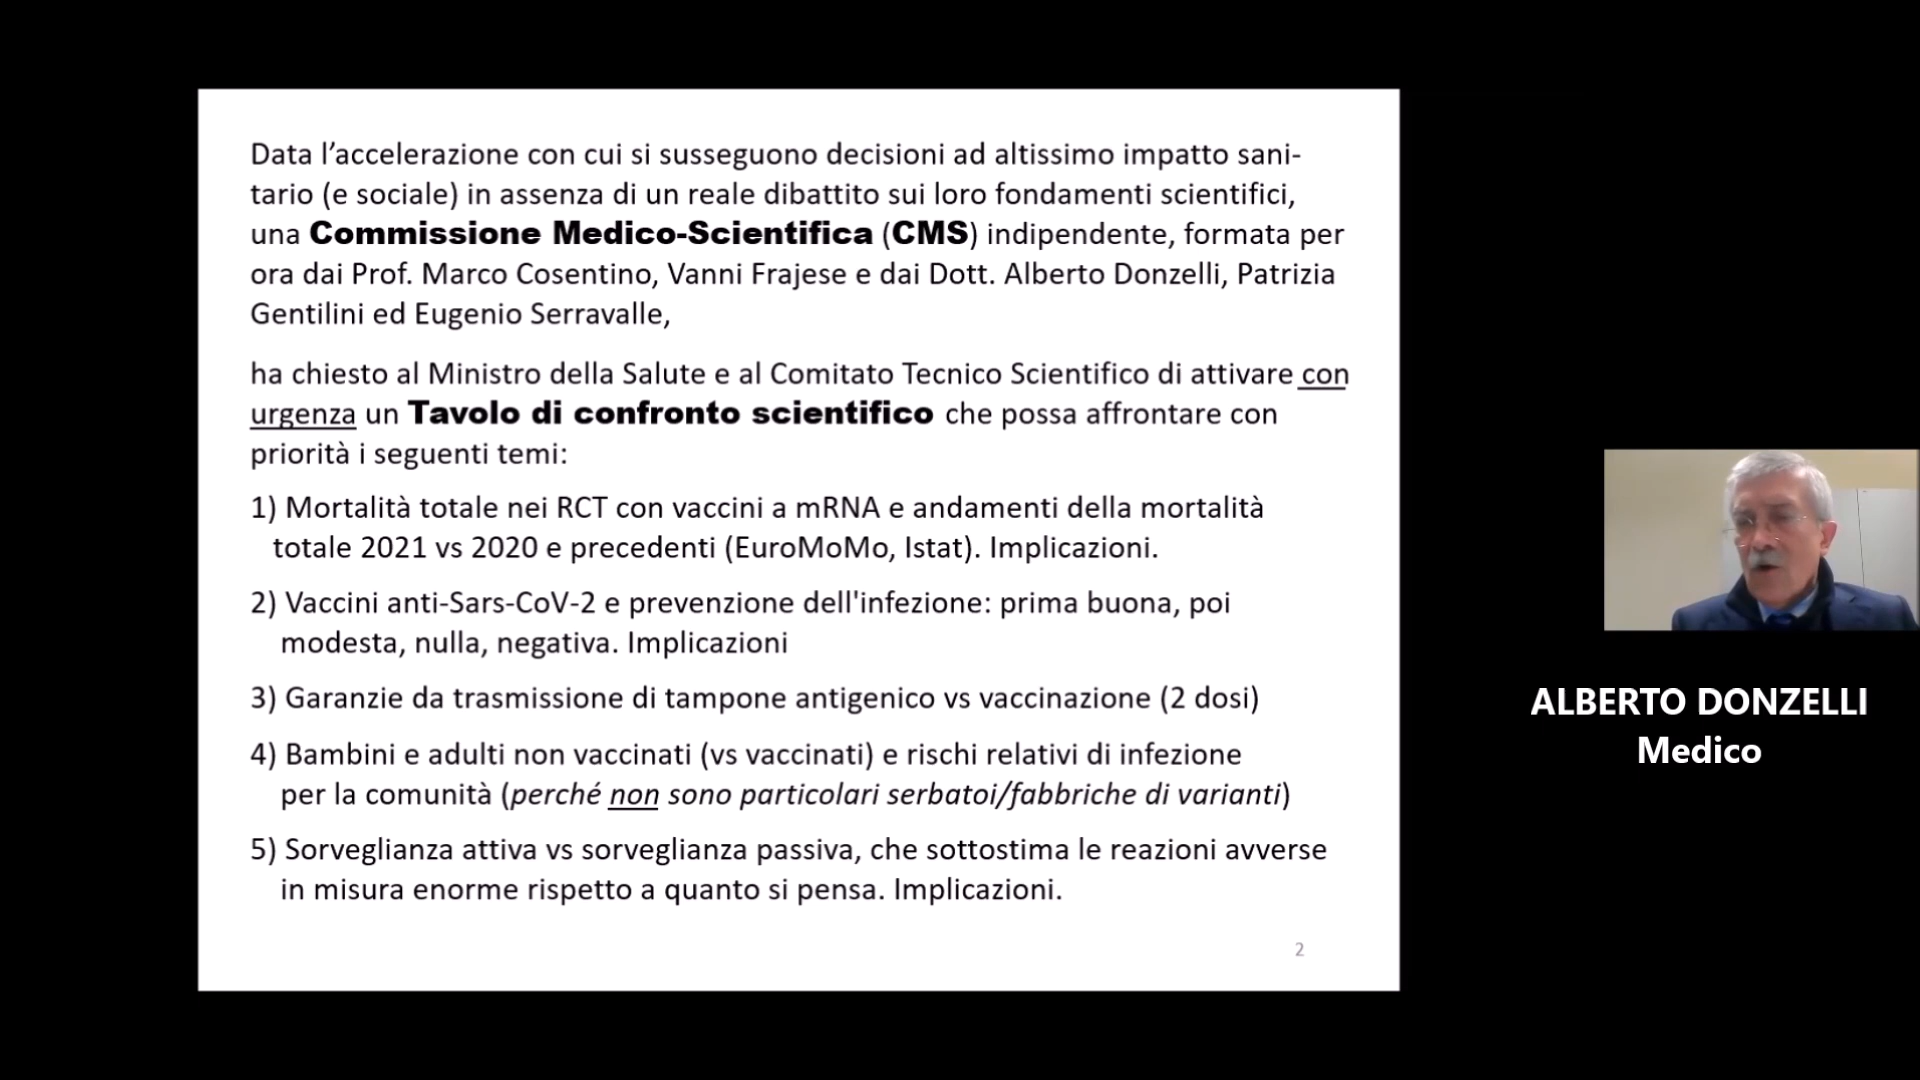 Data l’accelerazione con cui si susseguono decisioni ad altissimo impatto sani-
tario (e sociale) in assenza di un reale dibattito sui loro fondamenti scientifici,
una Commissione Medico-Scientifica (CMS) indipendente, formata per
ora dai Prof. Marco Cosentino, Vanni Frajese e dai Dott. Alberto Donzelli, Patrizia
Gentilini ed Eugenio Serravalle,
ha chiesto al Ministro della Salute e al Comitato Tecnico Scientifico di attivare con
urgenza un Tavolo di confronto scientifico che possa affrontare con
priorità i seguenti temi:
1) Mortalità totale nei RCT con vaccini a mRNA e andamenti della mortalità
totale 2021 vs 2020 e precedenti (EuroMoMo, Istat). Implicazioni.
2) Vaccini anti-Sars-CoV-2 e prevenzione dell'infezione: prima buona, poi
modesta, nulla, negativa. Implicazioni
3) Garanzie da trasmissione di tampone antigenico vs vaccinazione (2 dosi)
4) Bambini e adulti non vaccinati (vs vaccinati) e rischi relativi di infezione
per la comunità (perché non sono particolari serbatoi/fabbriche di varianti)
5) Sorveglianza attiva vs sorveglianza passiva, che sottostima le reazioni avverse
in misura enorme rispetto a quanto si pensa. Implicazioni.
2
ALBERTO DONZELLI
Medico